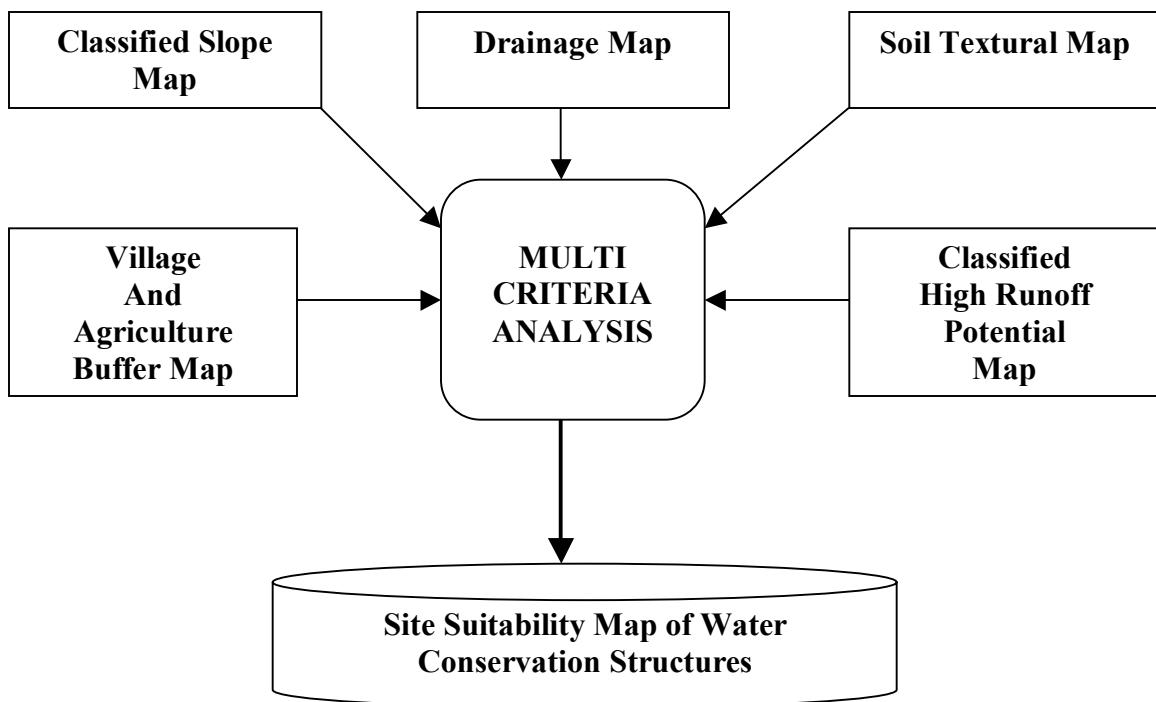 Classified Slope
Map
Drainage Map
Soil Textural Map
Village
And
Agriculture
Buffer Map
MULTI
CRITERIA
ANALYSIS
Classified
High Runoff
Potential
Map
Site Suitability Map of Water
Conservation Structures